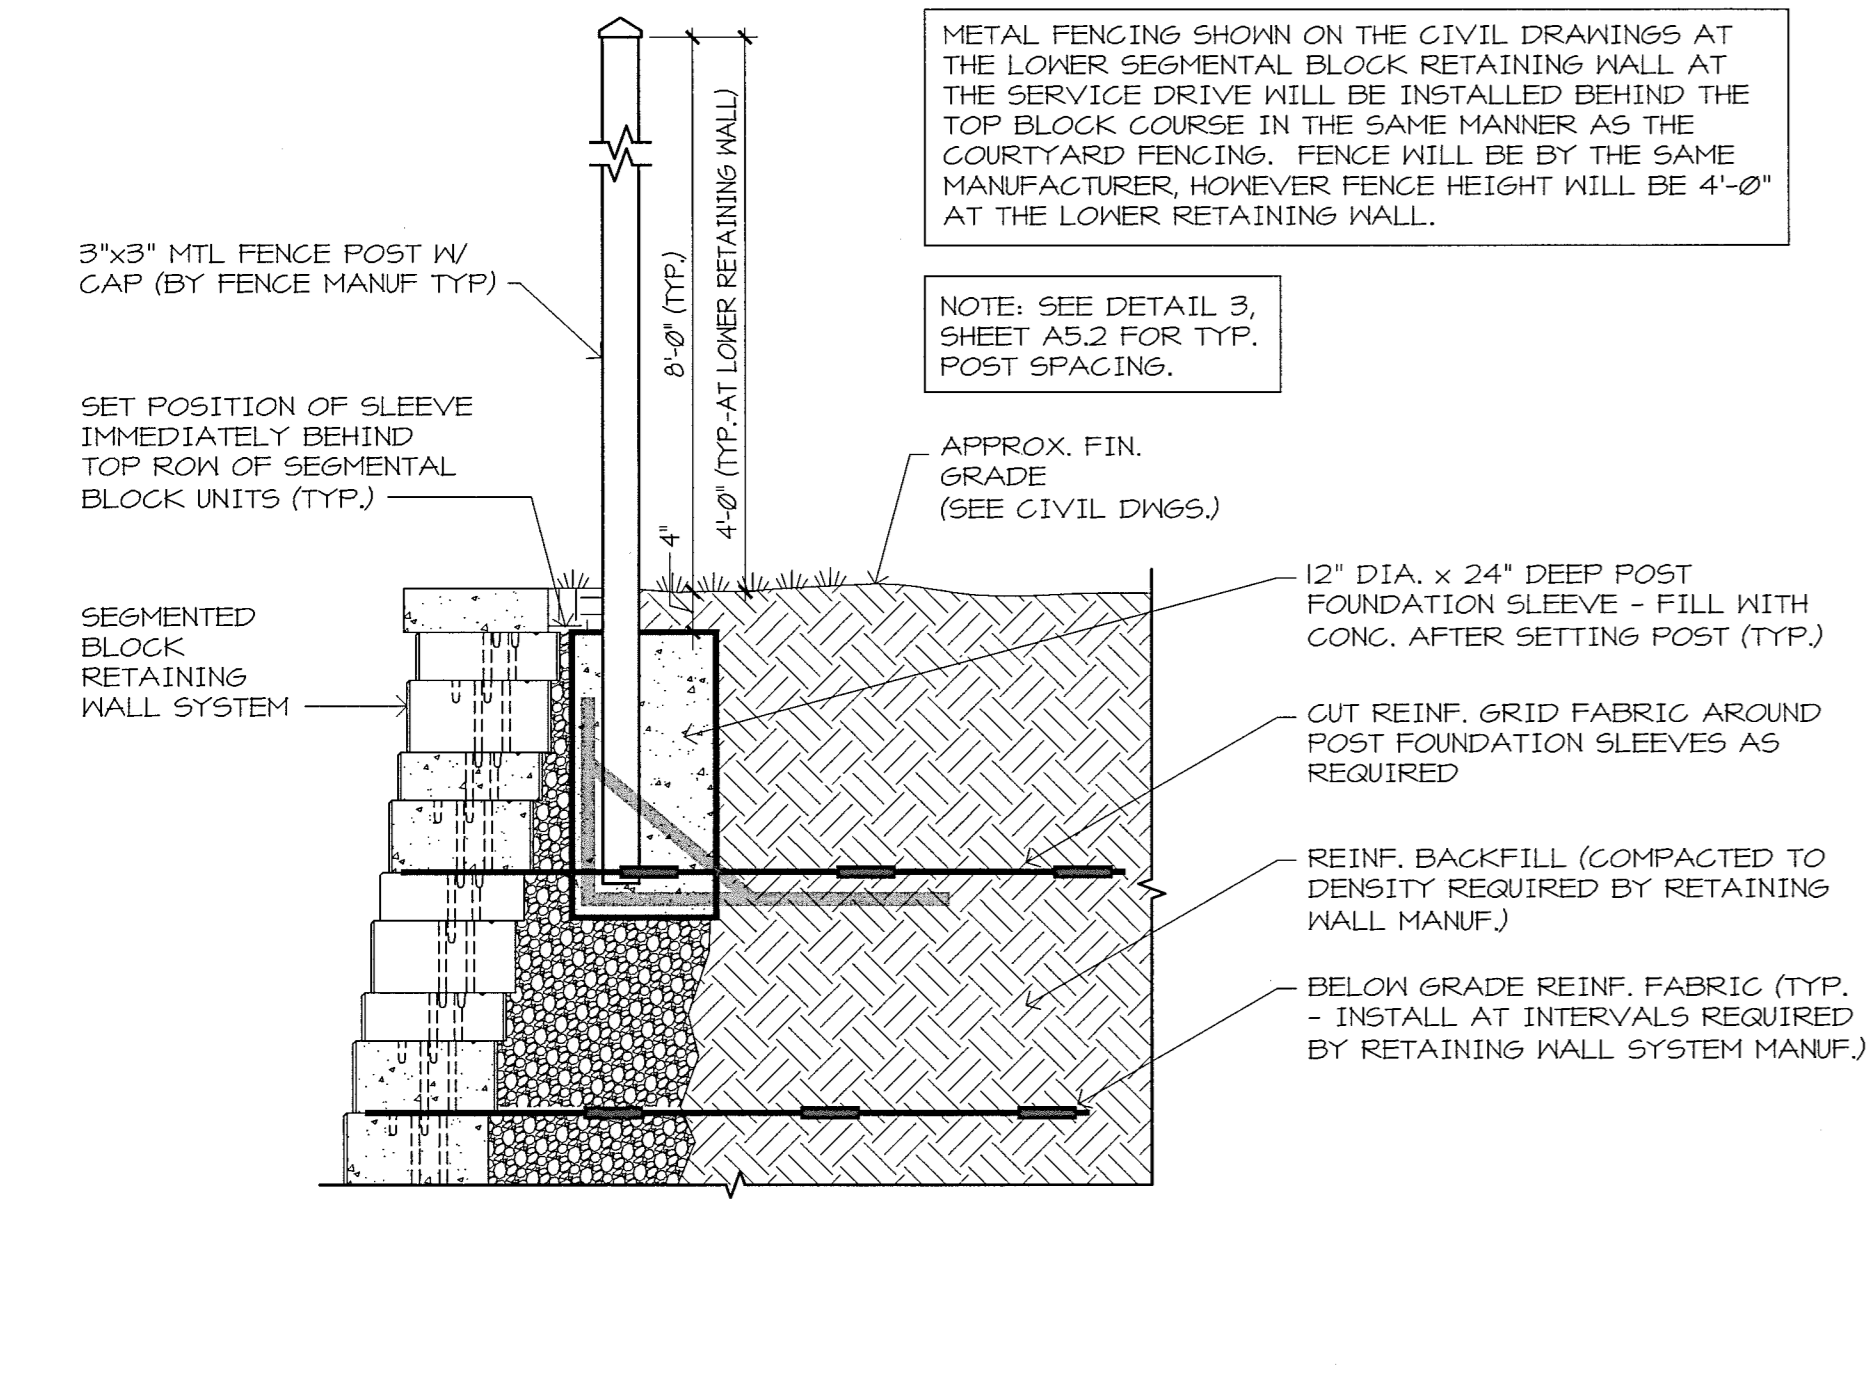 METAL FENCING SHOWN ON THE CIVIL DRAWINGS AT
THE LOWER SEGMENTAL BLOCK RETAINING WALL AT
THE SERVICE DRIVE WILL BE INSTALLED BEHIND THE
TOP BLOCK COURSE IN THE SAME MANNER AS THE
COURTYARD FENCING. FENCE WILL BE BY THE SAME
MANUFACTURER, HOWEVER FENCE HEIGHT WILL BE 4'-0"
AT THE LOWER RETAINING WALL.
3"x3" MTL FENCE POST W/
CAP (BY FENCE MANUF TYP)
8'-0" (TYP.)
4'-0" (TYP.-AT LOWER RETAINING WALL)
4"
NOTE: SEE DETAIL 3,
SHEET A5.2 FOR TYP.
POST SPACING.
SET POSITION OF SLEEVE
IMMEDIATELY BEHIND
TOP ROW OF SEGMENTAL
BLOCK UNITS (TYP.)
APPROX. FIN.
GRADE
(SEE CIVIL DWGS.)
SEGMENTED
BLOCK
RETAINING
WALL SYSTEM
12" DIA. x 24" DEEP POST
FOUNDATION SLEEVE - FILL WITH
CONC. AFTER SETTING POST (TYP.)
CUT REINF. GRID FABRIC AROUND
POST FOUNDATION SLEEVES AS
REQUIRED
REINF. BACKFILL (COMPACTED TO
DENSITY REQUIRED BY RETAINING
WALL MANUF.)
BELOW GRADE REINF. FABRIC (TYP.
- INSTALL AT INTERVALS REQUIRED
BY RETAINING WALL SYSTEM MANUF.)